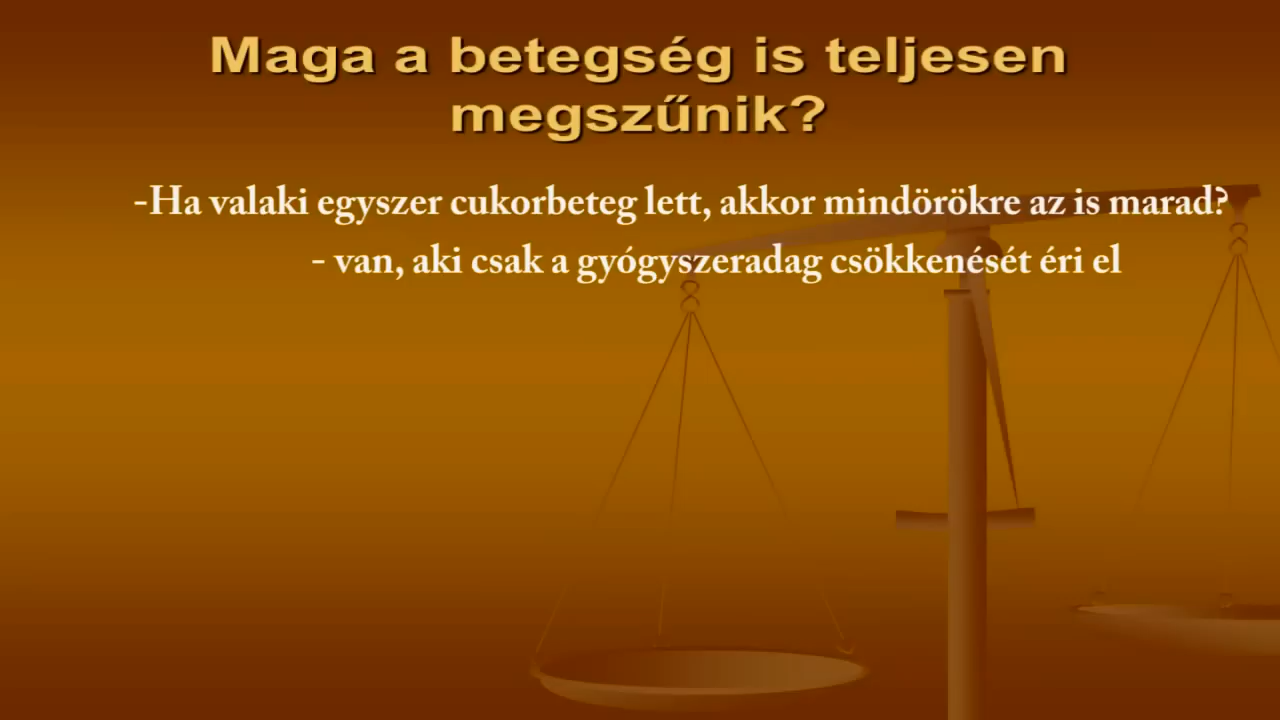 Maga a betegség is teljesen
megszűnik?
-Ha valaki egyszer cukorbeteg lett, akkor mindörökre az is marad?
- van, aki csak a gyógyszeradag csökkenését éri el